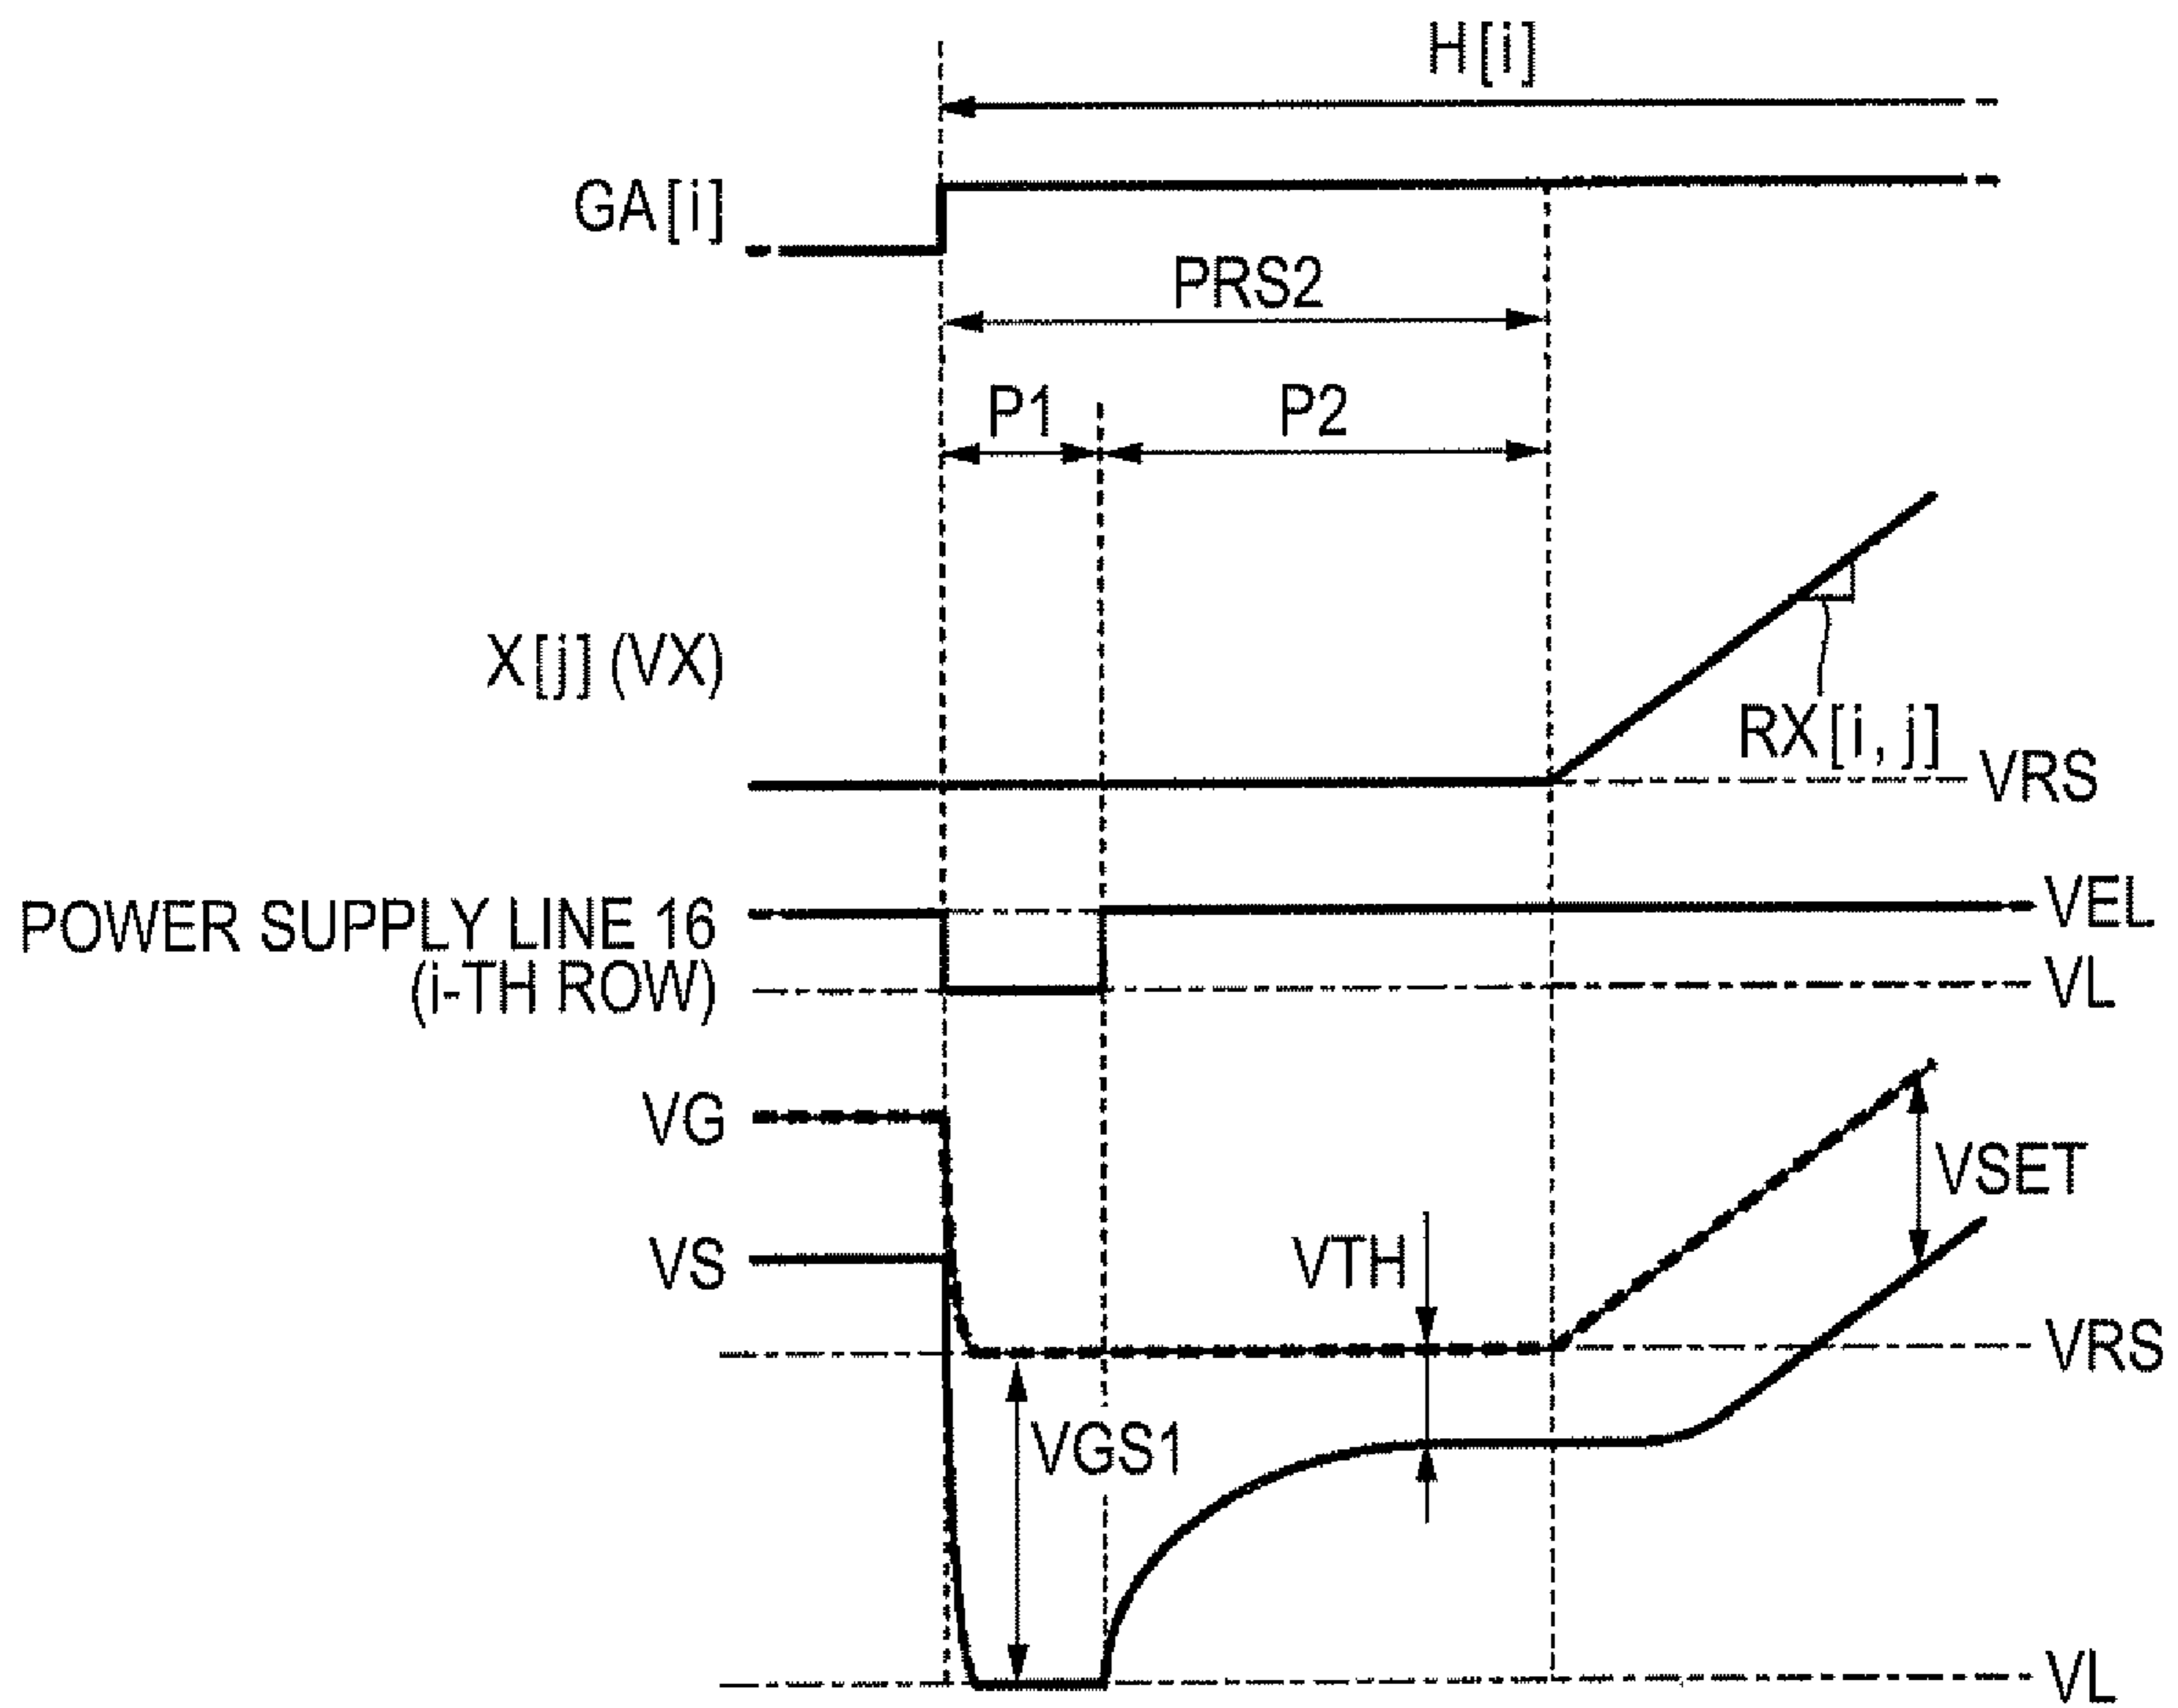 H[i]
GA[i]
PRS2
P1
P2
X[j] (VX)
RX[i, j]
VRS
POWER SUPPLY LINE 16
(i-TH ROW)
VEL
VL
VG
VSET
VS
VTH
VRS
VGS1
VL